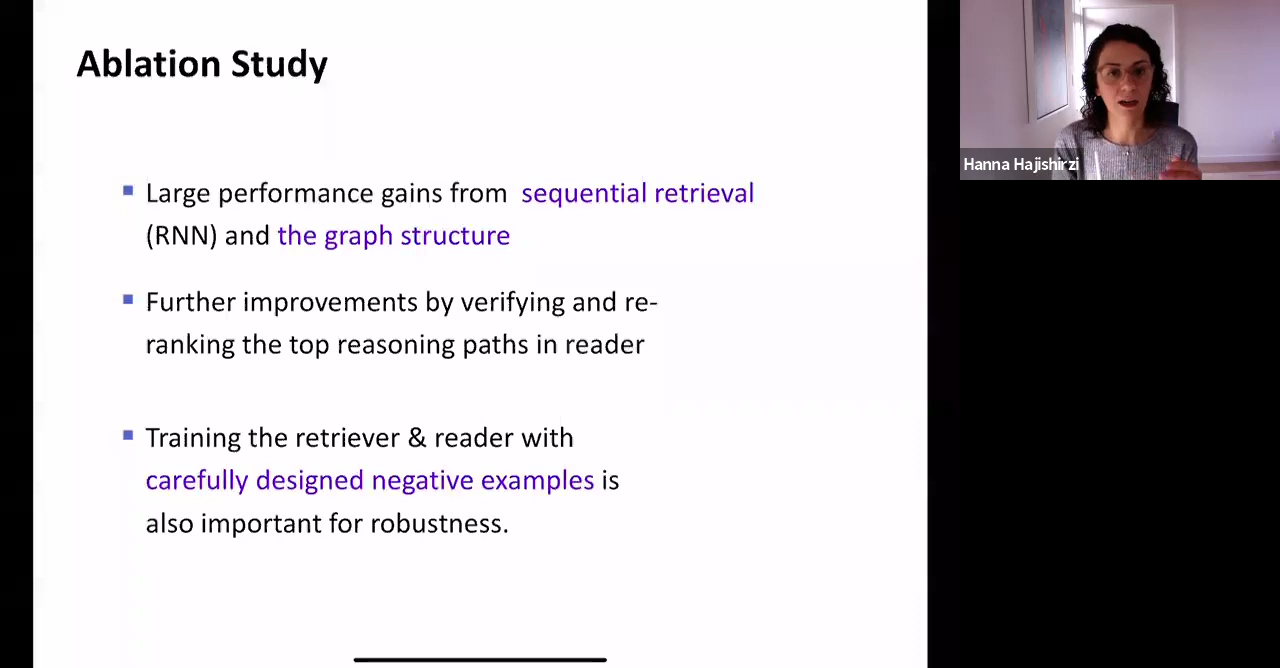 Ablation Study
Large performance gains from sequential retrieval
(RNN) and the graph structure
Further improvements by verifying and re-
ranking the top reasoning paths in reader
Training the retriever & reader with
carefully designed negative examples is
also important for robustness.
Hanna Hajishirzi